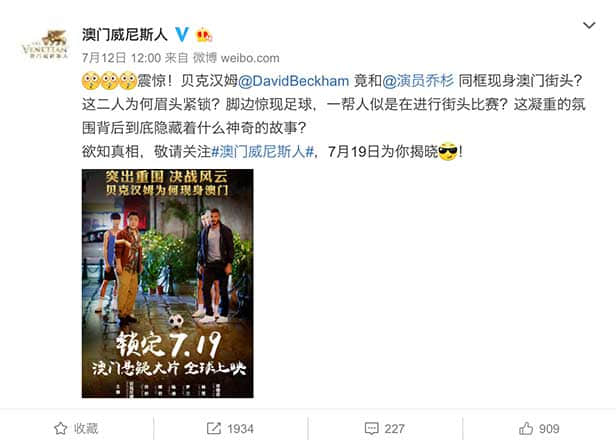 澳门威尼斯人
THE
VENETIAN
澳门威尼斯人
7月12日 12:00 来自 微博 weibo.com
震惊！贝克汉姆@DavidBeckham 竟和@演员乔杉 同框现身澳门街头？
这二人为何眉头紧锁？脚边惊现足球，一帮人似是在进行街头比赛？这凝重的氛
围背后到底隐藏着什么神奇的故事？
欲知真相，敬请关注#澳门威尼斯人#，7月19日为你揭晓！
突出重围 决战风云
贝克汉姆为何现身澳门
锁定7.19
澳门悬疑大片 全球上映
收藏
1934
227
909